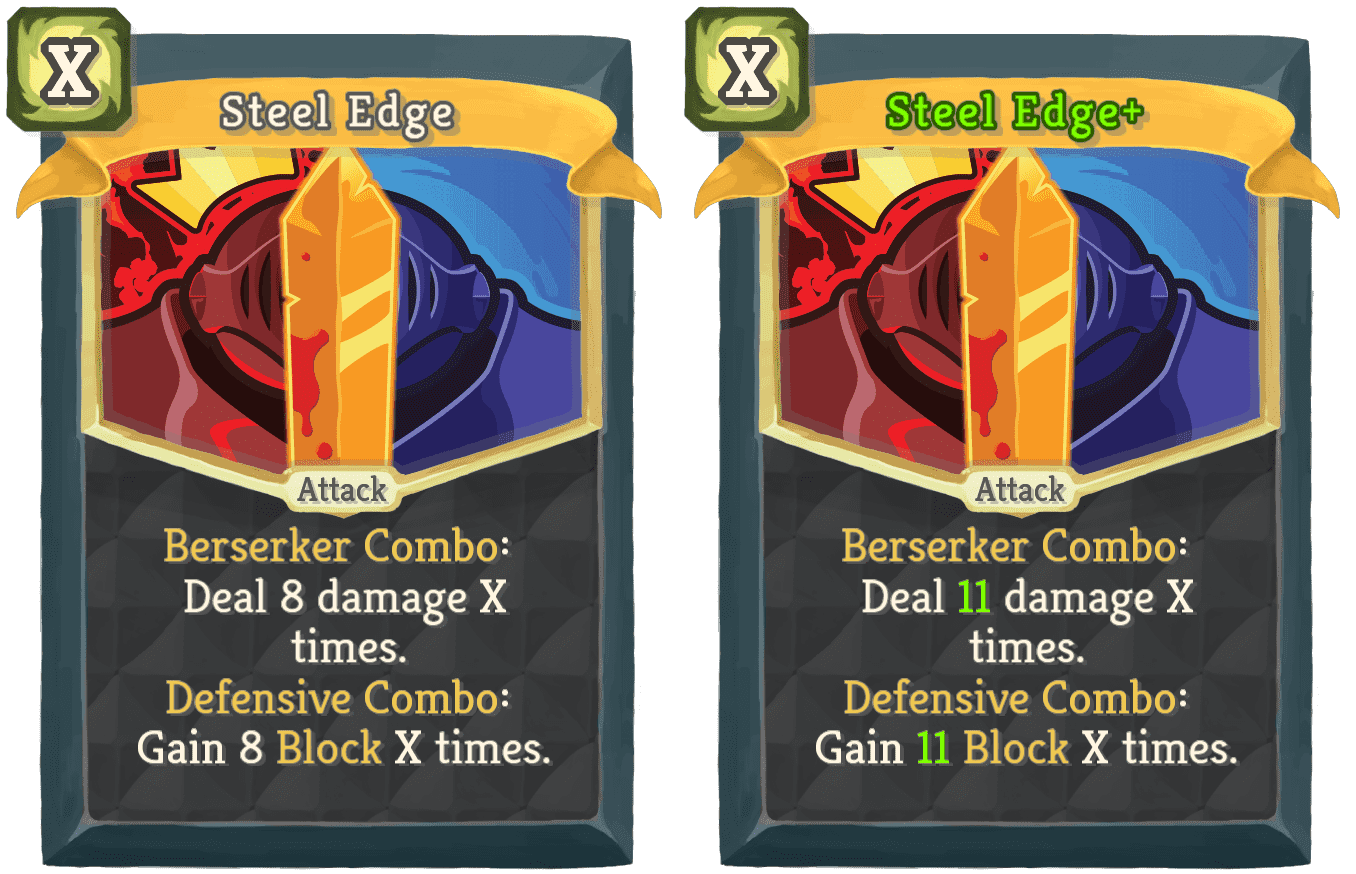 X
Steel Edge
Attack
Berserker Combo:
Deal 8 damage X
times.
Defensive Combo:
Gain 8 Block X times.
X
Steel Edge+
Attack
Berserker Combo:
Deal 11 damage X
times.
Defensive Combo:
Gain 11 Block X times.